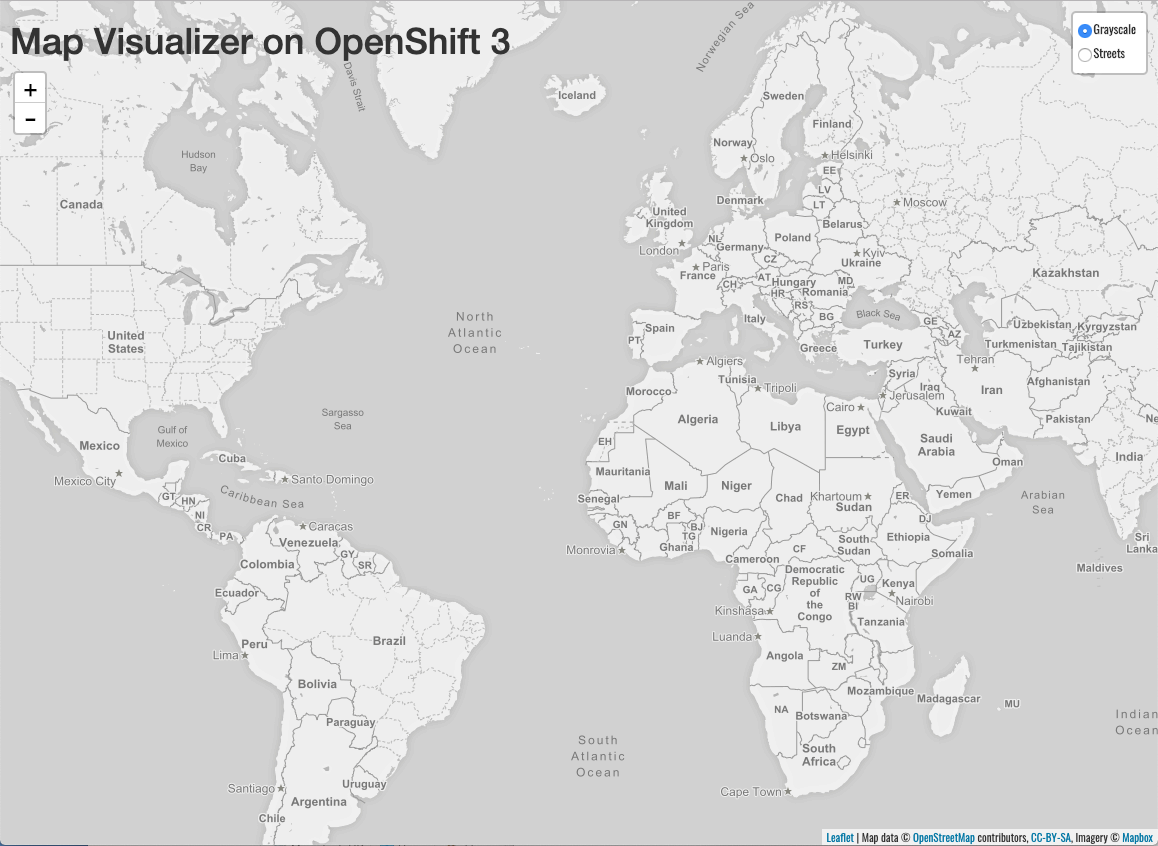 Map Visualizer on OpenShift 3
+
−
Grayscale
Streets
Norwegian Sea
Davis Strait
Iceland
Sweden
Finland
Norway
Oslo
Helsinki
EE
LV
LT
Hudson
Bay
Canada
Denmark
Moscow
United
Kingdom
London
NL
Germany
Poland
Belarus
Kyiv
Ukraine
Paris
France
CZ
AT
Hungary
MD
CH
HR
Romania
RS
BG
Kazakhstan
North
Atlantic
Ocean
United
States
Spain
PT
Italy
Greece
Black Sea
Turkey
GE
AZ
Uzbekistan
Kyrgyzstan
Turkmenistan
Tajikistan
Algiers
Tunisia
Tripoli
Morocco
Syria
Iraq
Jerusalem
Tehran
Iran
Afghanistan
Kuwait
Pakistan
Ne
Sargasso
Sea
Gulf of
Mexico
Mexico
Mexico City
Cuba
Santo Domingo
Caribbean Sea
Algeria
Libya
Cairo
Egypt
Saudi
Arabia
Oman
India
EH
Mauritania
Mali
Niger
Chad
Khartoum
Sudan
ER
Yemen
Arabian
Sea
GT
HN
NI
CR
PA
Caracas
Venezuela
GY
SR
Colombia
Senegal
GN
BF
BJ
TG
Ghana
Nigeria
Monrovia
Cameroon
CF
South
Sudan
DJ
Ethiopia
Somalia
Sri
Lanka
Maldives
Ecuador
Democratic
Republic
of
the
Congo
GA
CG
UG
Kenya
RW
BI
Nairobi
Kinshasa
Tanzania
Luanda
Peru
Lima
Brazil
Bolivia
Angola
ZM
Mozambique
Madagascar
MU
Paraguay
NA
Botswana
Indian
Ocean
South
Atlantic
Ocean
South
Africa
Santiago
Uruguay
Argentina
Chile
Cape Town
Leaflet | Map data © OpenStreetMap contributors, CC-BY-SA, Imagery © Mapbox